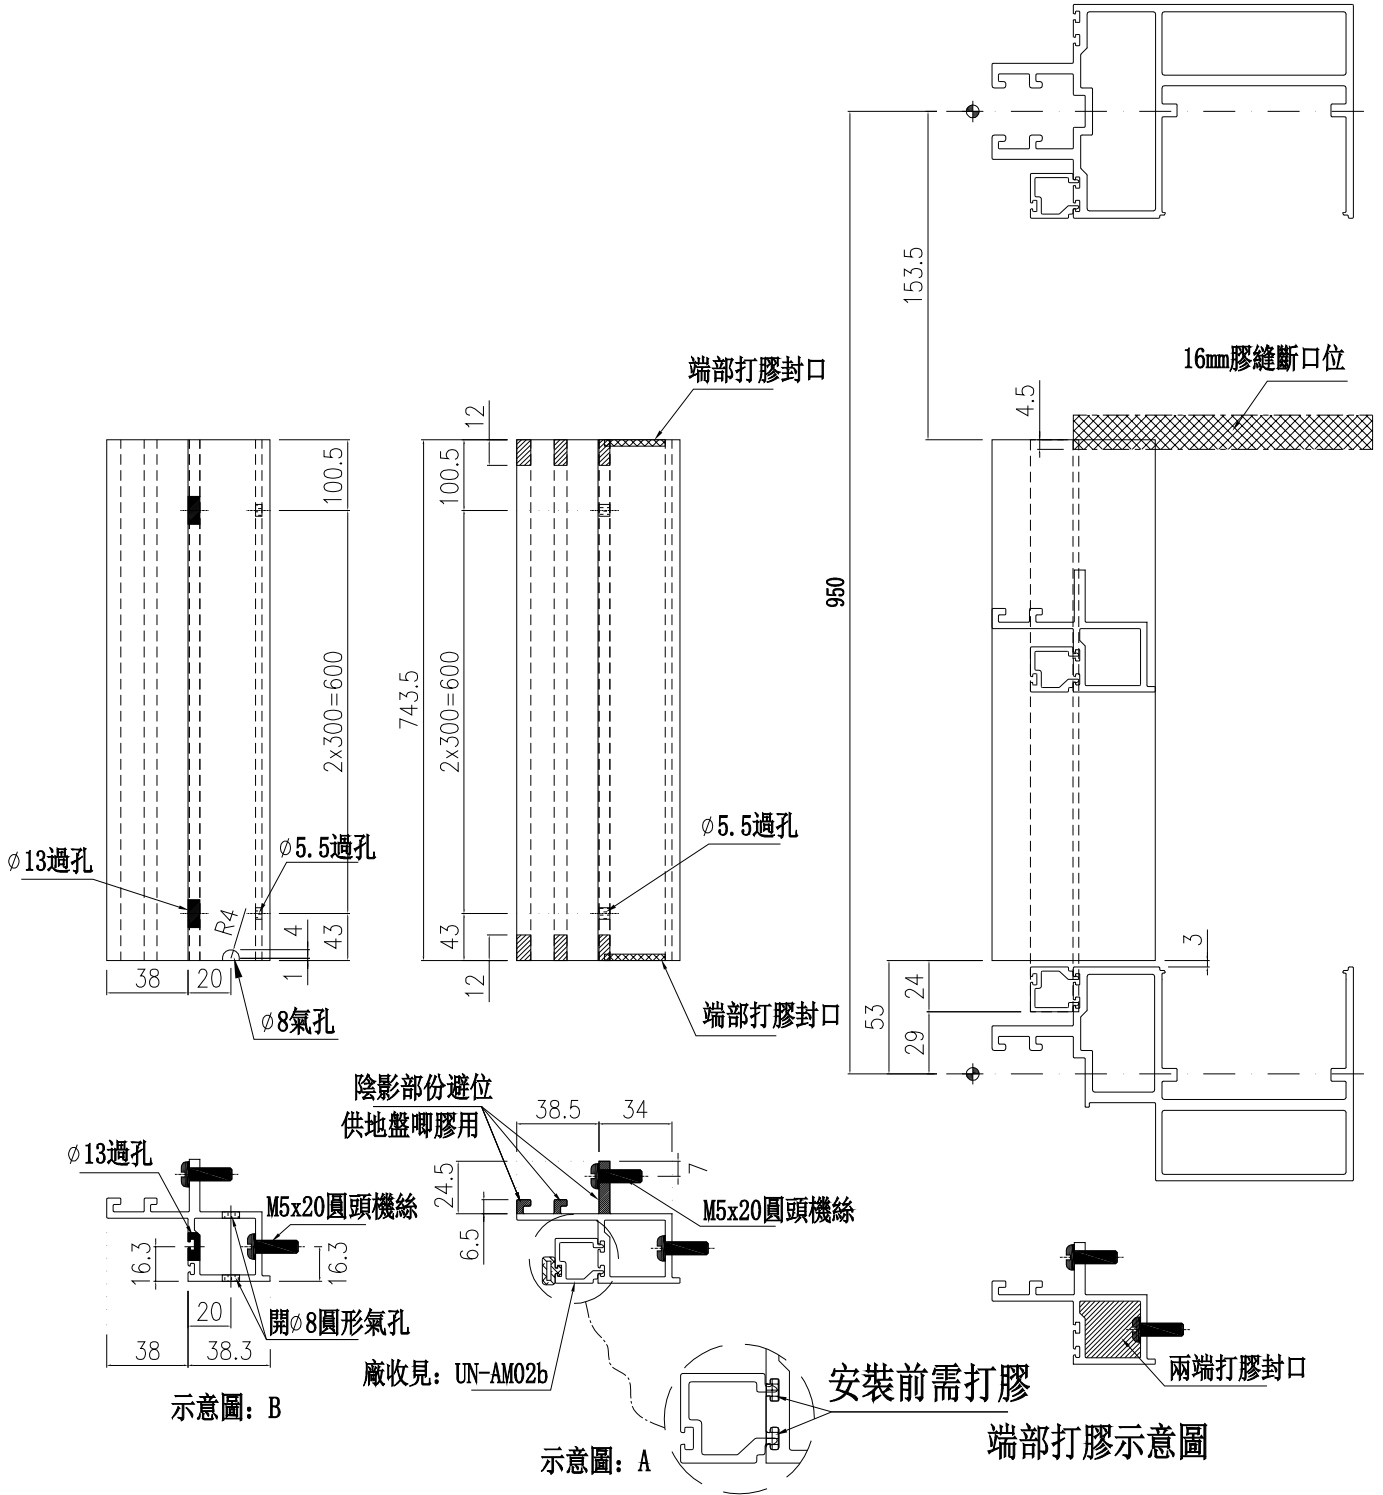 153.5
端部打膠封口
16mm膠縫斷口位
12
4.5
100.5
100.5
950
2x300=600
743.5
2x300=600
∅5.5過孔
∅13過孔
∅5.5過孔
R4
4
43
43
3
38
20
1
12
24
53
29
∅8氣孔
端部打膠封口
陰影部份避位
供地盤唧膠用
38.5
34
∅13過孔
24.5
7
M5x20圓頭機絲
M5x20圓頭機絲
6.5
16.3
16.3
20
開∅8圓形氣孔
38
38.3
廠收見：UN-AM02b
兩端打膠封口
安裝前需打膠
示意圖：B
端部打膠示意圖
示意圖：A